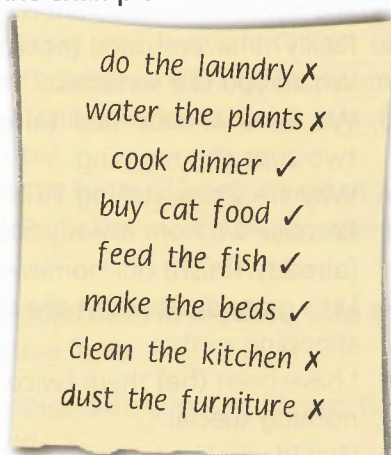 do the laundry ✗
water the plants ✗
cook dinner ✓
buy cat food ✓
feed the fish ✓
make the beds ✓
clean the kitchen ✗
dust the furniture ✗